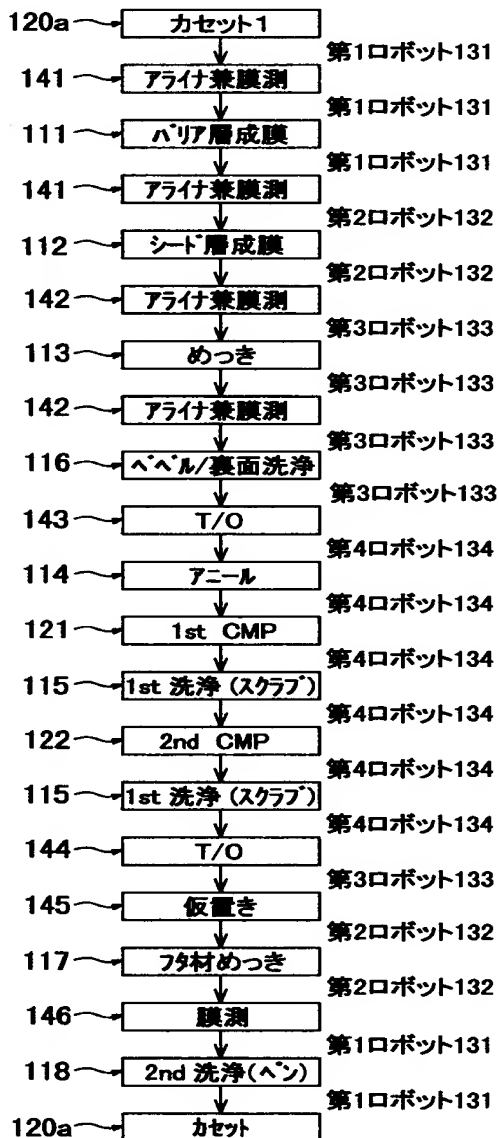 120a カセット1
第1ロボット131
141 アライナ兼膜測
第1ロボット131
111 バリア層成膜
第1ロボット131
141 アライナ兼膜測
第2ロボット132
112 シード層成膜
第2ロボット132
142 アライナ兼膜測
第3ロボット133
113 めっき
第3ロボット133
142 アライナ兼膜測
第3ロボット133
116 ベベル/裏面洗浄
第3ロボット133
143 T/O
第4ロボット134
114 アニール
第4ロボット134
121 1st CMP
第4ロボット134
115 1st 洗浄(スクラブ)
第4ロボット134
122 2nd CMP
第4ロボット134
115 1st 洗浄(スクラブ)
第4ロボット134
144 T/O
第3ロボット133
145 仮置き
第2ロボット132
117 フタ材めっき
第2ロボット132
146 膜測
第1ロボット131
118 2nd 洗浄(ペン)
第1ロボット131
120a カセット